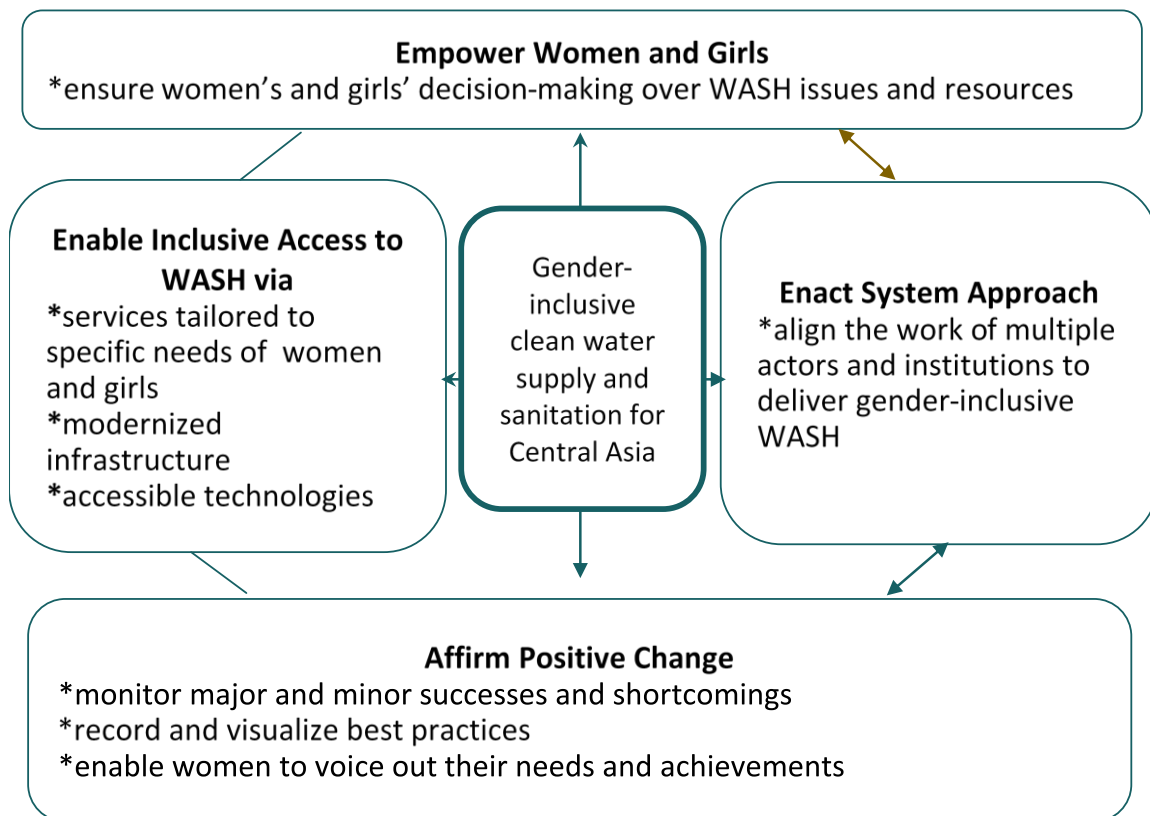 Empower Women and Girls
*ensure women’s and girls’ decision-making over WASH issues and resources
Enable Inclusive Access to
WASH via
*services tailored to
specific needs of  women
and girls
*modernized
infrastructure
*accessible technologies
Gender-
inclusive
clean water
supply and
sanitation for
Central Asia
Enact System Approach
*align the work of multiple
actors and institutions to
deliver gender-inclusive
WASH
Affirm Positive Change
*monitor major and minor successes and shortcomings
*record and visualize best practices
*enable women to voice out their needs and achievements